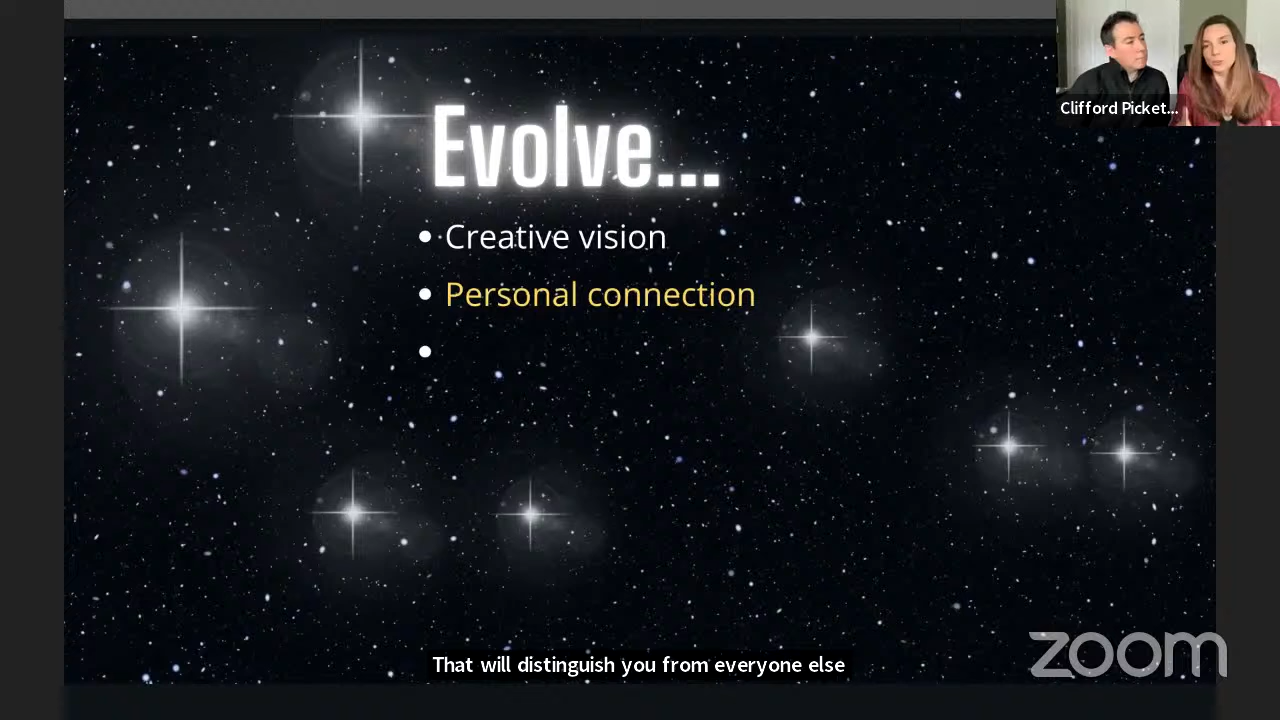 Evolve...
Clifford Picket...
• Creative vision
• Personal connection
•
That will distinguish you from everyone else
zoom